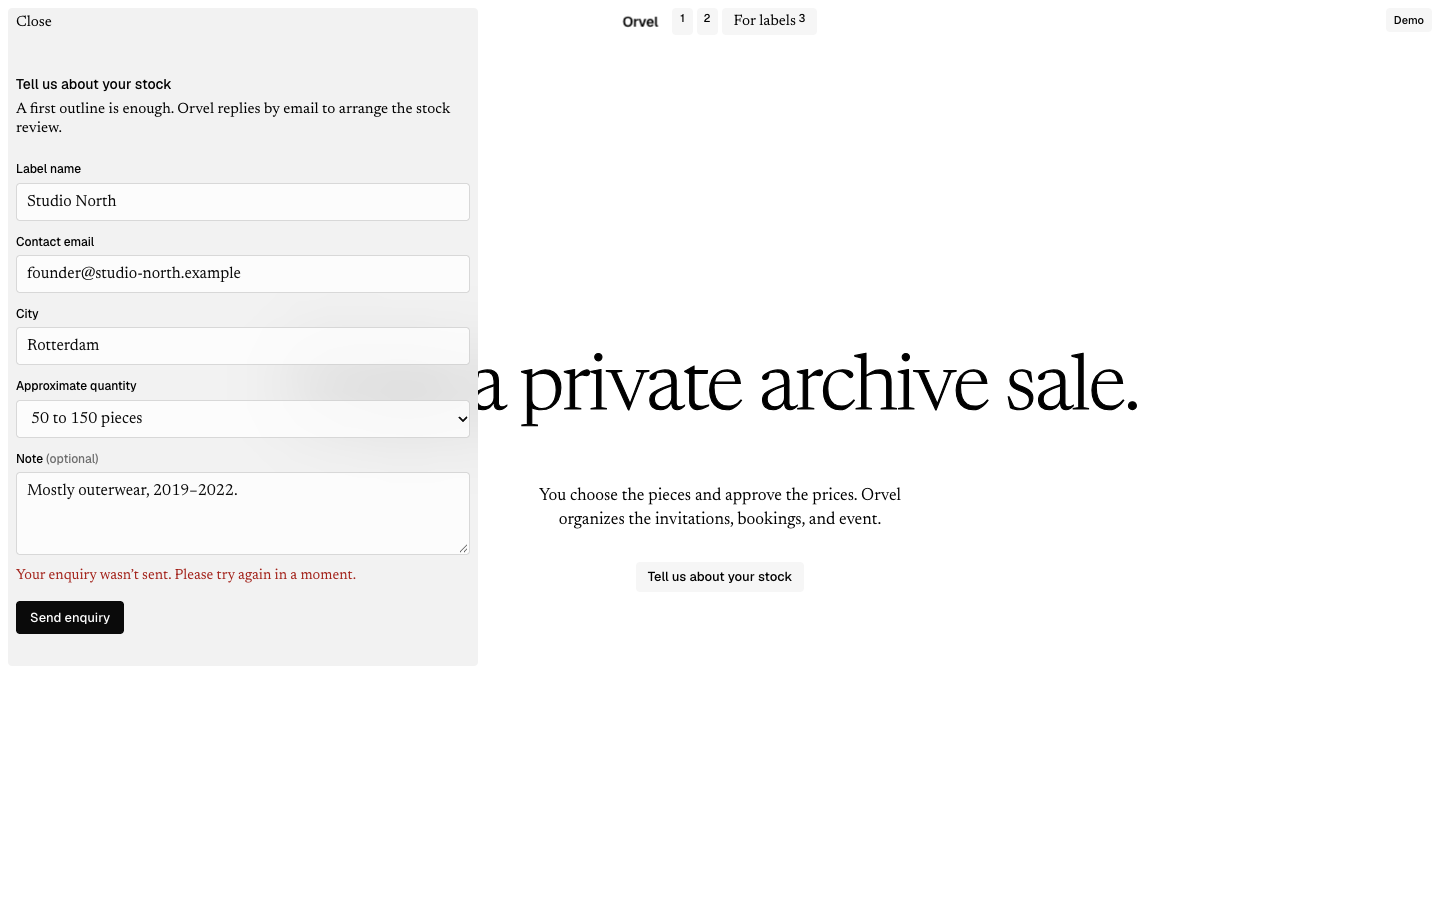 Close
Orvel
1
2
For labels 3
Demo
Tell us about your stock
A first outline is enough. Orvel replies by email to arrange the stock
review.
Label name
Studio North
Contact email
founder@studio-north.example
City
Rotterdam
Approximate quantity
50 to 150 pieces
Note (optional)
Mostly outerwear, 2019–2022.
Your enquiry wasn’t sent. Please try again in a moment.
Send enquiry
a private archive sale.
You choose the pieces and approve the prices. Orvel
organizes the invitations, bookings, and event.
Tell us about your stock